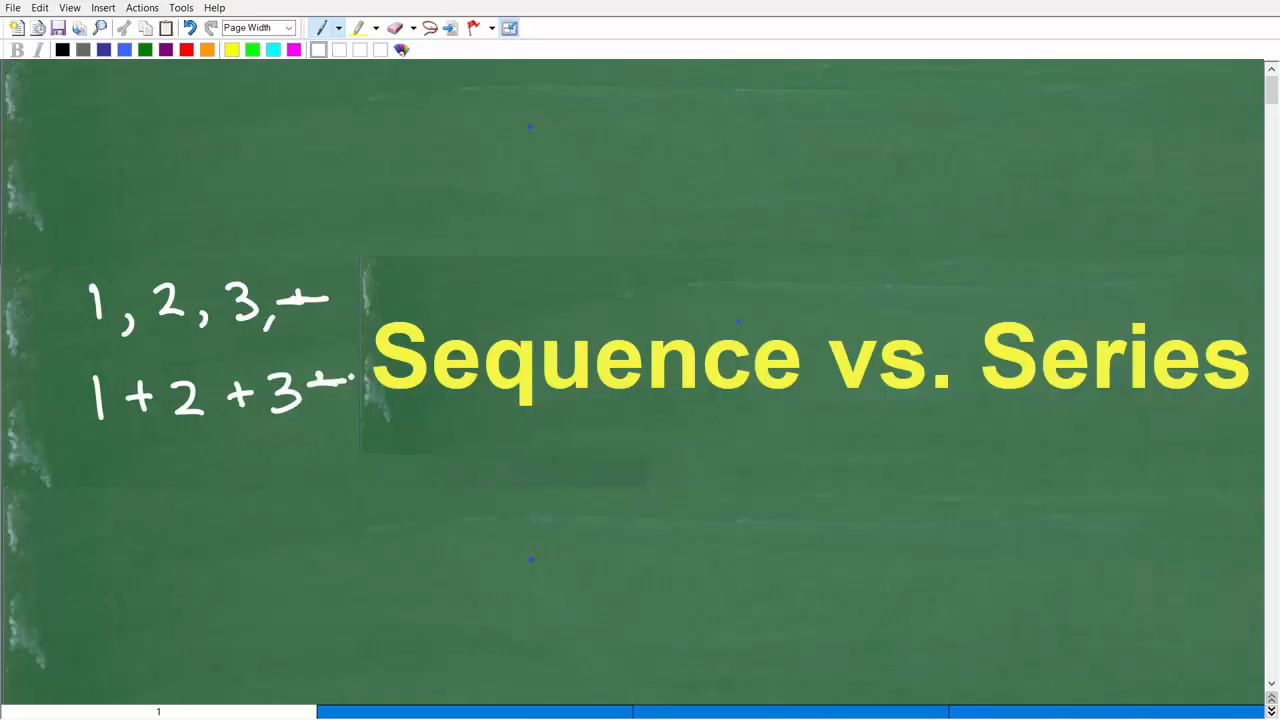 File Edit View Insert Actions Tools Help
Page Width
B I
1, 2, 3, ...
1 + 2 + 3 ...
Sequence vs. Series
1